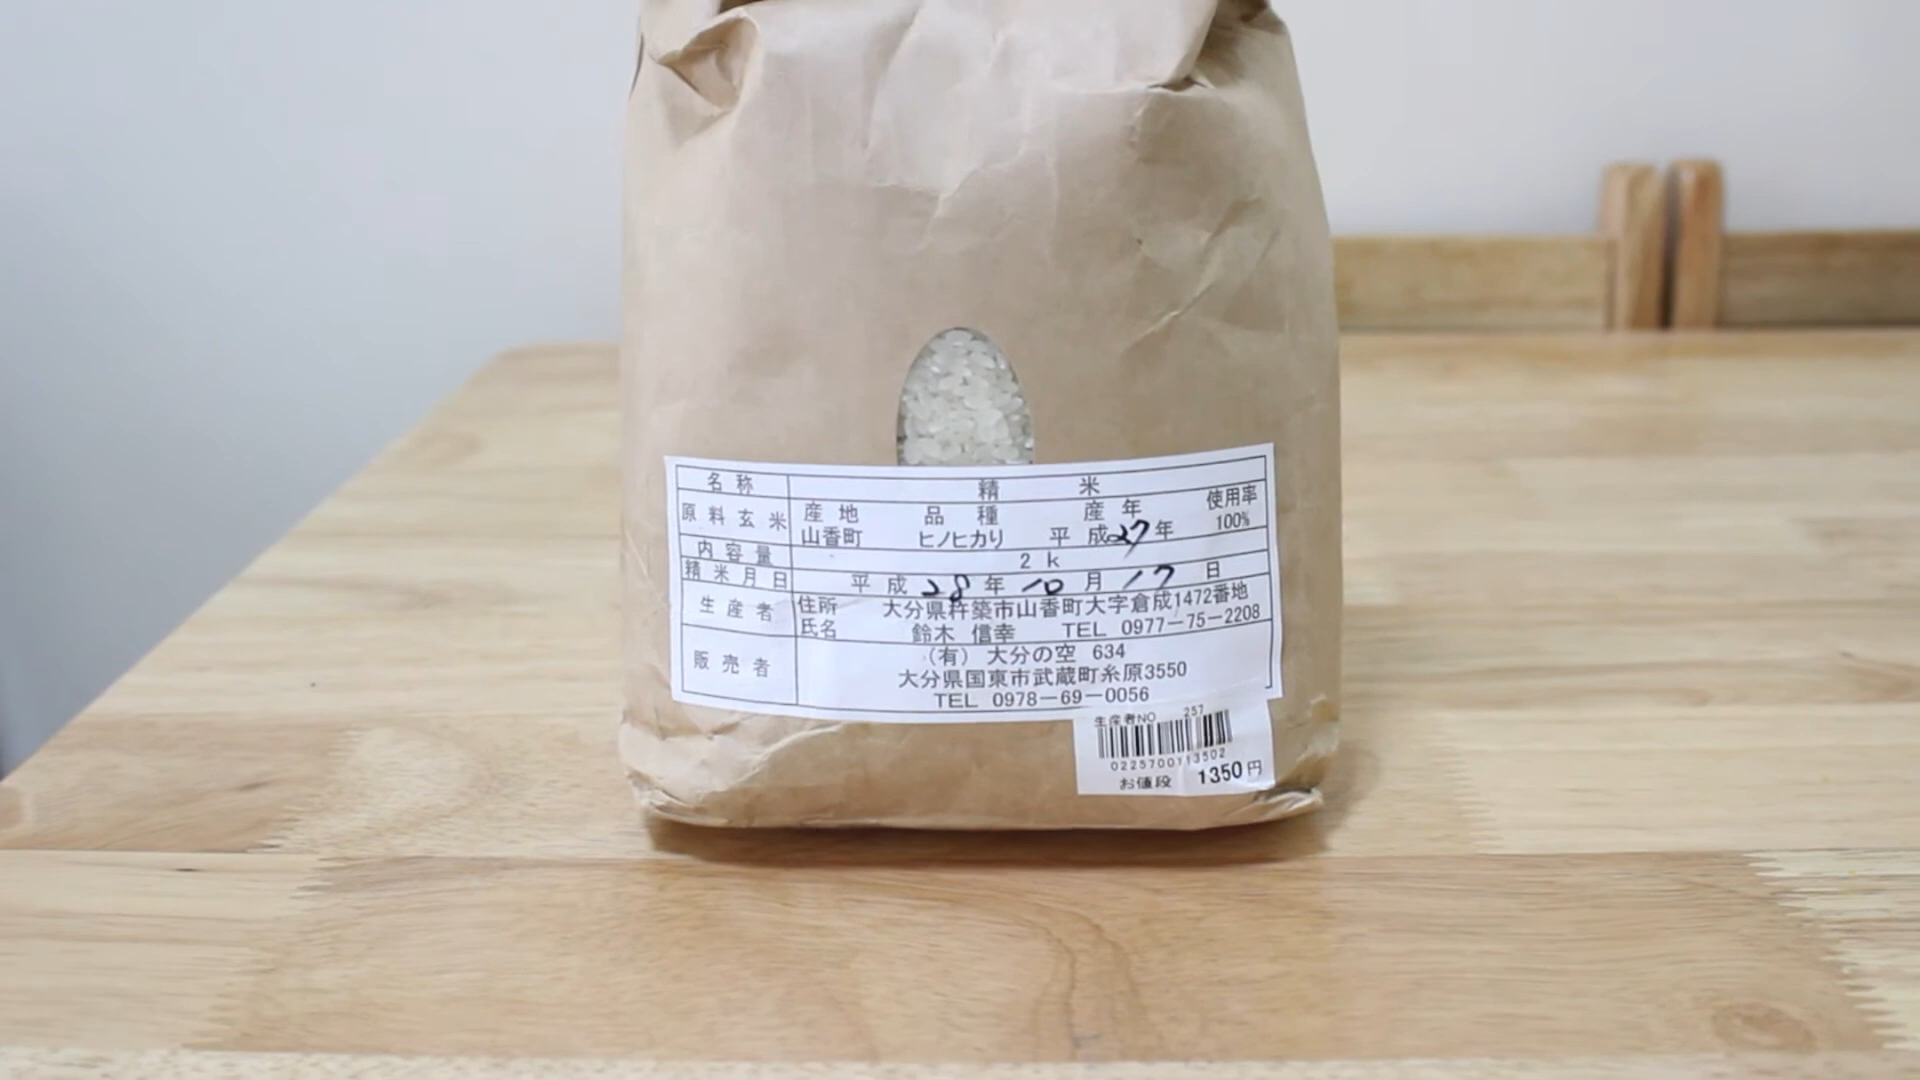 名称 精米
原料玄米 産地 品種 産年 使用率
山香町 ヒノヒカリ 平成27年 100%
内容量 2k
精米月日 平成28年10月17日
生産者 住所 大分県杵築市山香町大字倉成1472番地
氏名 鈴木 信幸 TEL 0977-75-2208
販売者 (有) 大分の空 634
大分県国東市武蔵町糸原3550
TEL 0978-69-0056
生産者NO 257
0225700113502
お値段 1350円